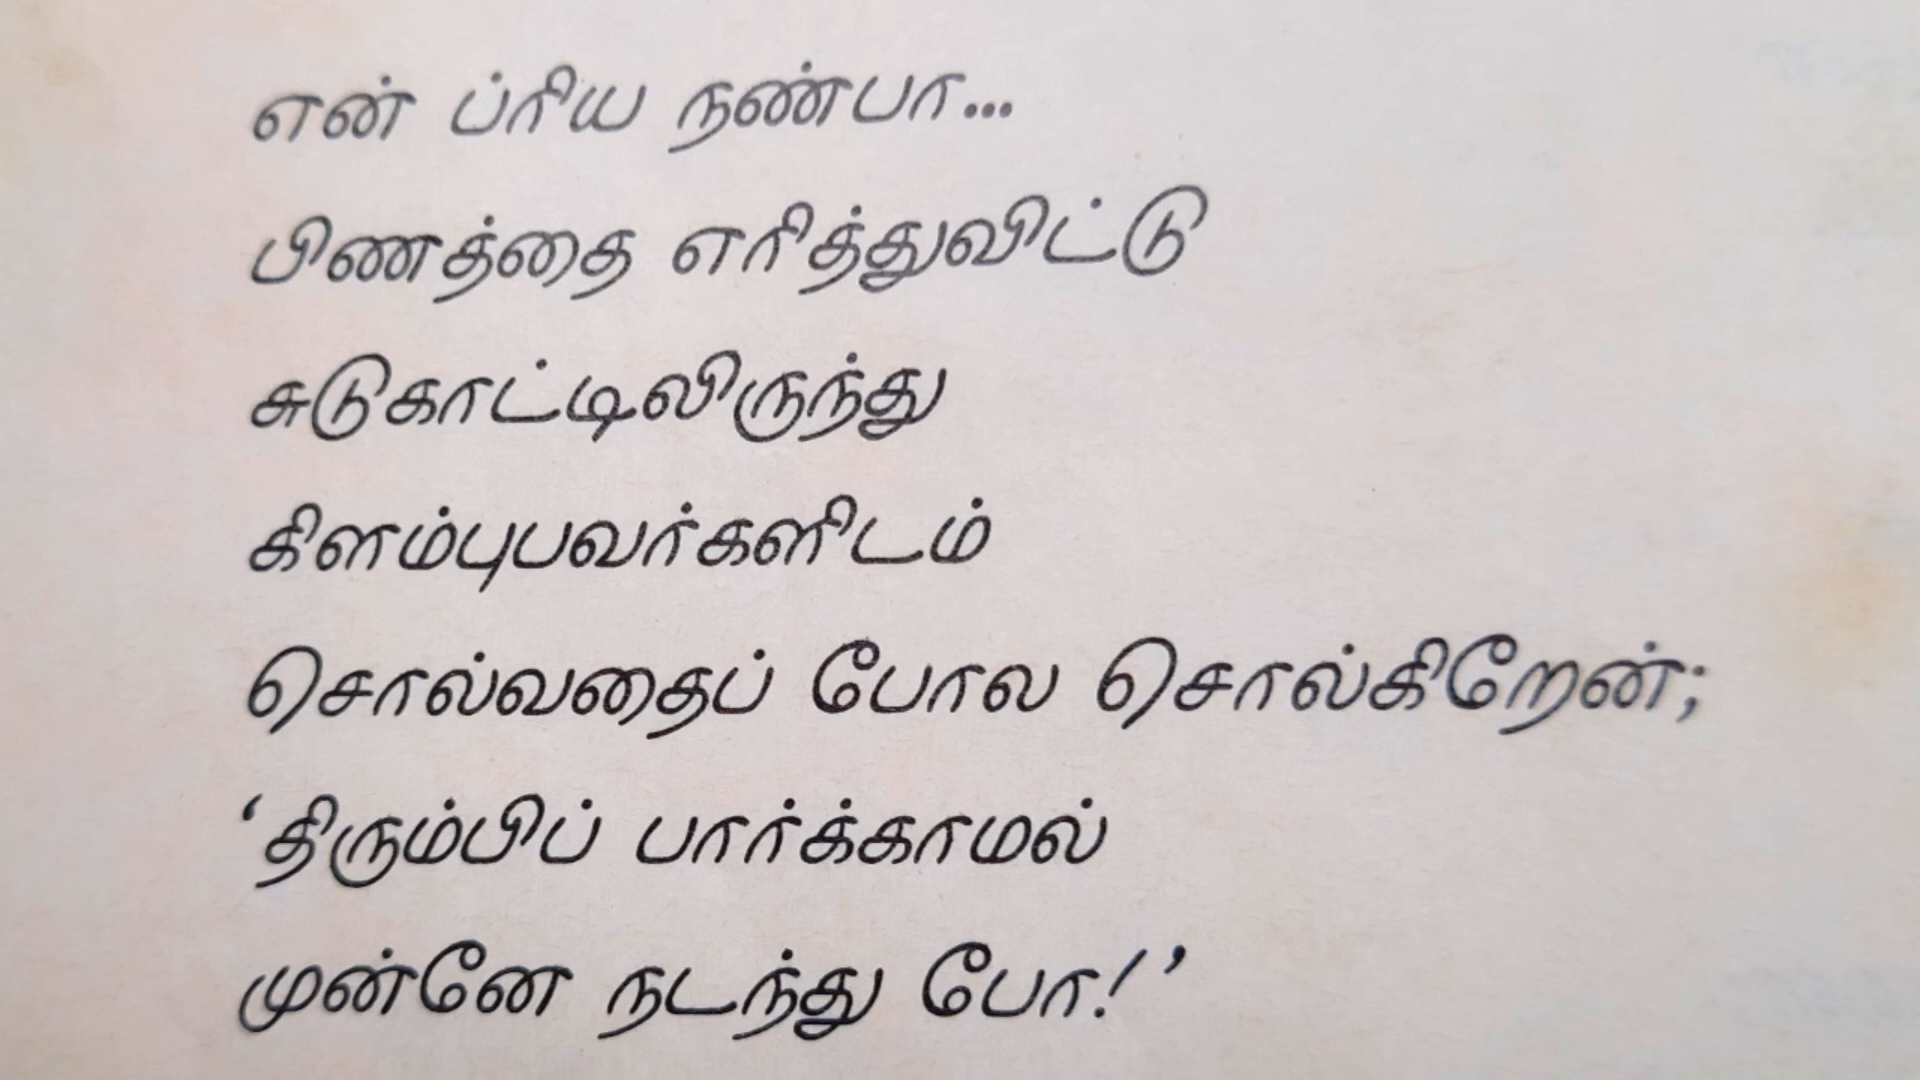 என் ப்ரிய நண்பா...
பிணத்தை எரித்துவிட்டு
சுடுகாட்டிலிருந்து
கிளம்புபவர்களிடம்
சொல்வதைப் போல சொல்கிறேன்;
‘திரும்பிப் பார்க்காமல்
முன்னே நடந்து போ!’